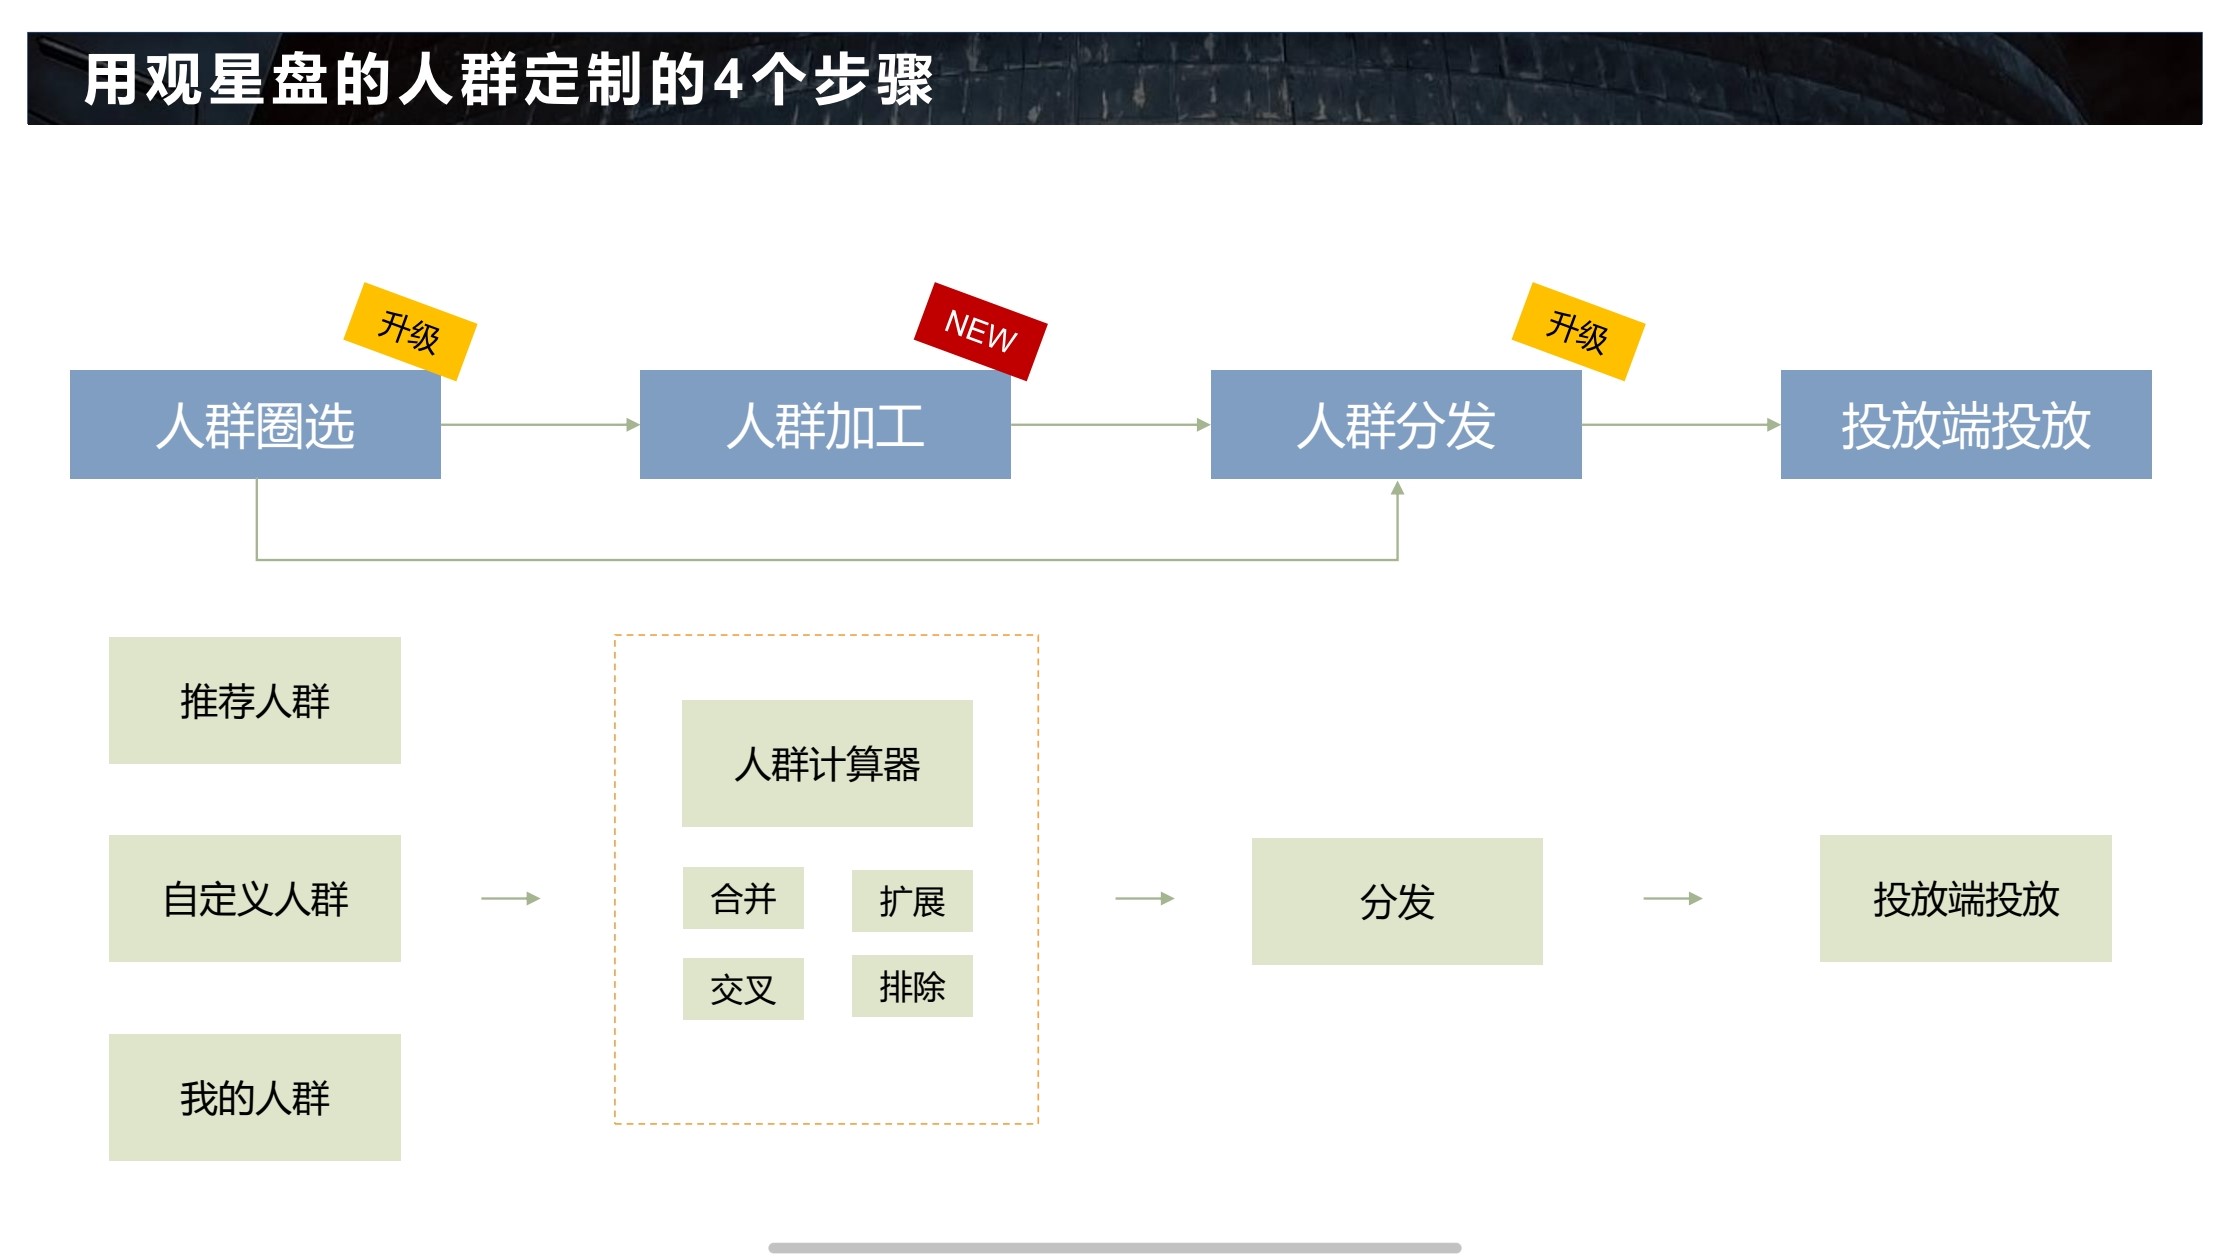 用观星盘的人群定制的4个步骤
升级
NEW
升级
人群圈选
人群加工
人群分发
投放端投放
推荐人群
自定义人群
我的人群
人群计算器
合并
扩展
交叉
排除
分发
投放端投放